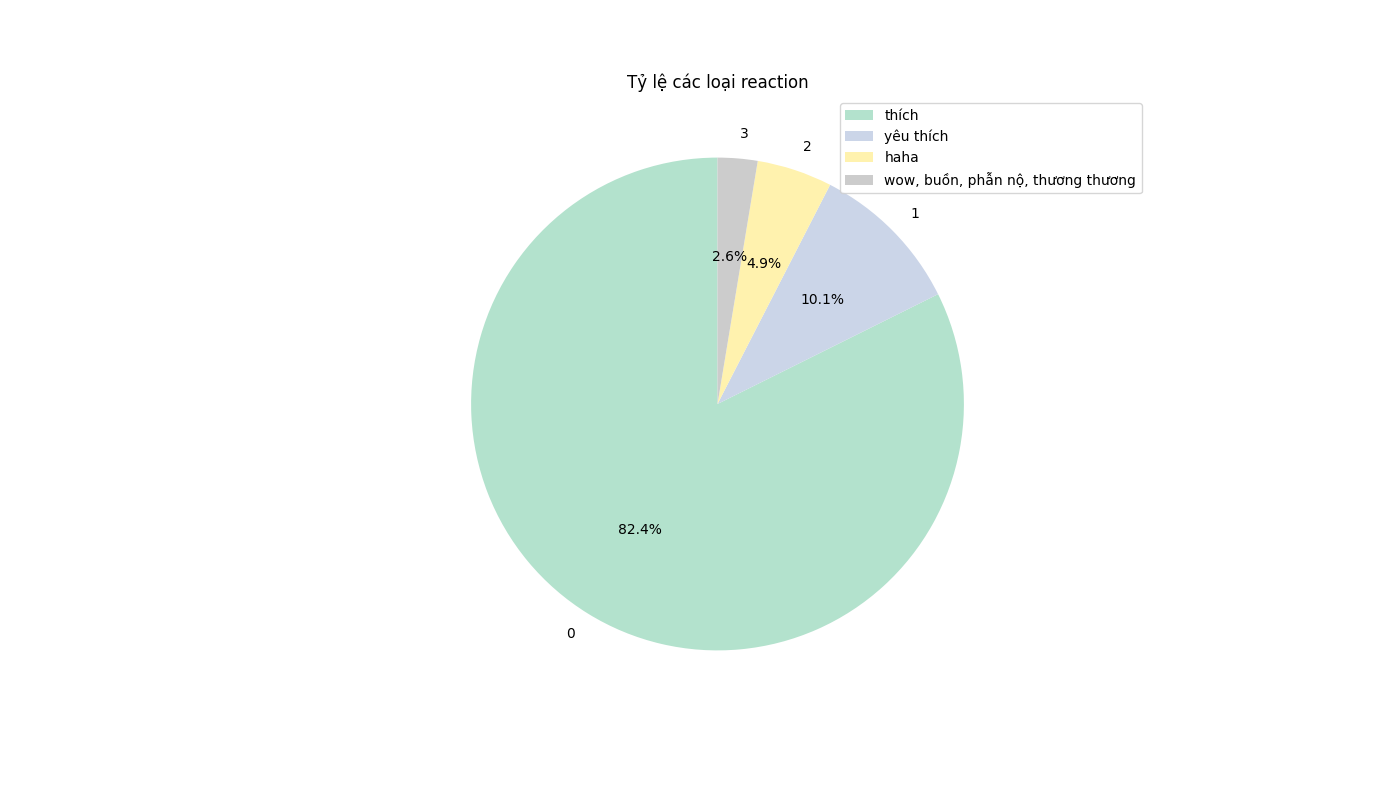 Tỷ lệ các loại reaction
thích
yêu thích
haha
wow, buồn, phẫn nộ, thương thương
3
2
1
2.6%
4.9%
10.1%
82.4%
0